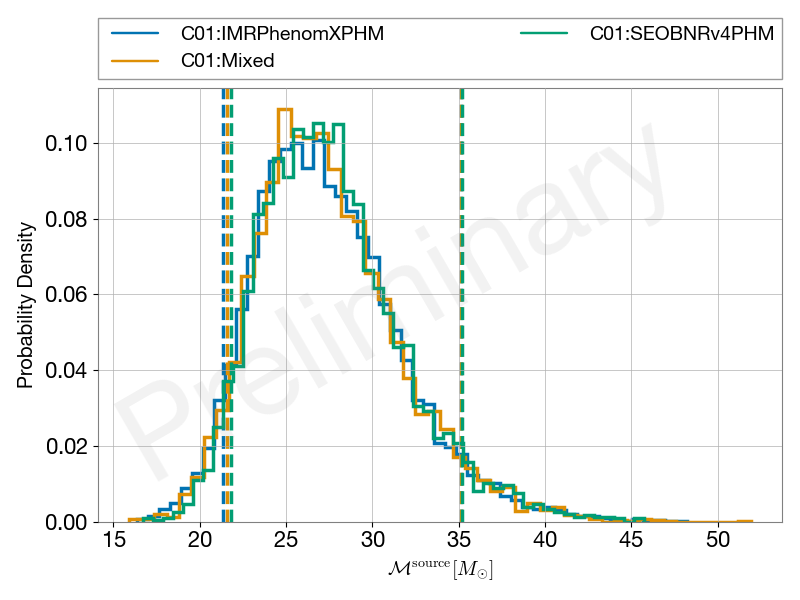 C01:IMRPhenomXPHM C01:SEOBNRv4PHM
C01:Mixed
Preliminary
Probability Density
0.10
0.08
0.06
0.04
0.02
0.00
15 20 25 30 35 40 45 50
ℳ^source [M_⊙]